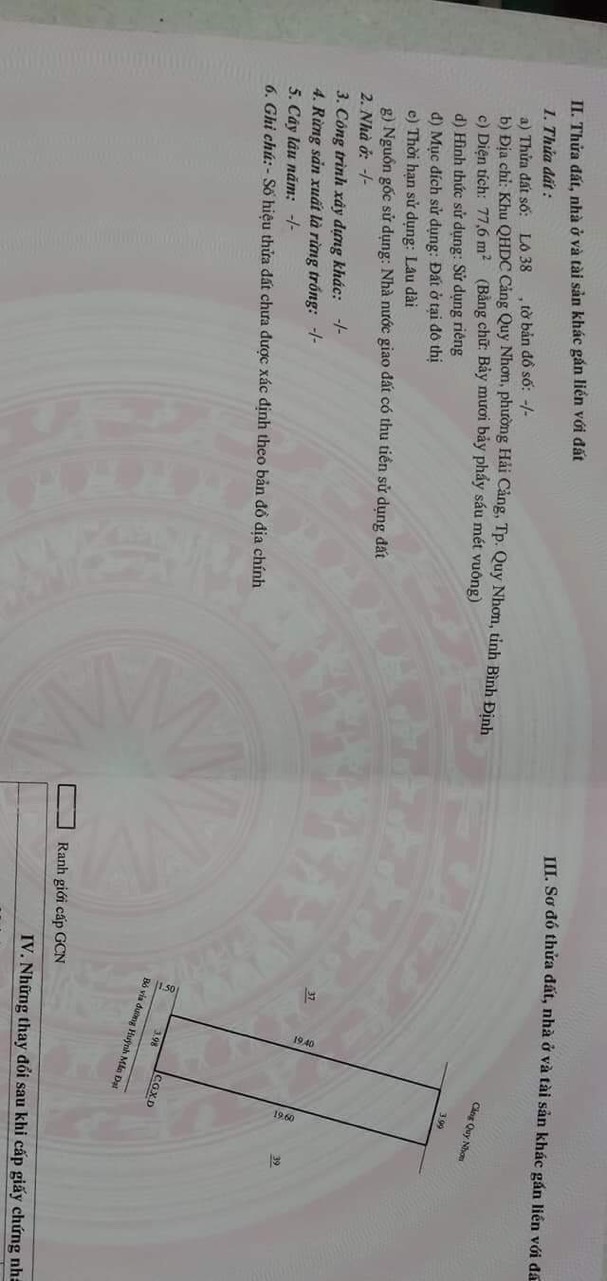 II. Thửa đất, nhà ở và tài sản khác gắn liền với đất
1. Thửa đất :
a) Thửa đất số: Lô 38 , tờ bản đồ số: -/-
b) Địa chỉ: Khu QHDC Cảng Quy Nhơn, phường Hải Cảng, Tp. Quy Nhơn, tỉnh Bình Định
c) Diện tích: 77,6 m² (Bằng chữ: Bảy mươi bảy phẩy sáu mét vuông)
d) Hình thức sử dụng: Sử dụng riêng
đ) Mục đích sử dụng: Đất ở tại đô thị
e) Thời hạn sử dụng: Lâu dài
g) Nguồn gốc sử dụng: Nhà nước giao đất có thu tiền sử dụng đất
2. Nhà ở: -/-
3. Công trình xây dựng khác: -/-
4. Rừng sản xuất là rừng trồng: -/-
5. Cây lâu năm: -/-
6. Ghi chú: - Số hiệu thửa đất chưa được xác định theo bản đồ địa chính
III. Sơ đồ thửa đất, nhà ở và tài sản khác gắn liền với đấ
Cảng Quy Nhơn
3.99
37
19.40
19.60
39
1.50
3.98
C.G.X.D
Bó vỉa đường Huỳnh Mẫn Đạt
Ranh giới cấp GCN
IV. Những thay đổi sau khi cấp giấy chứng nhậ